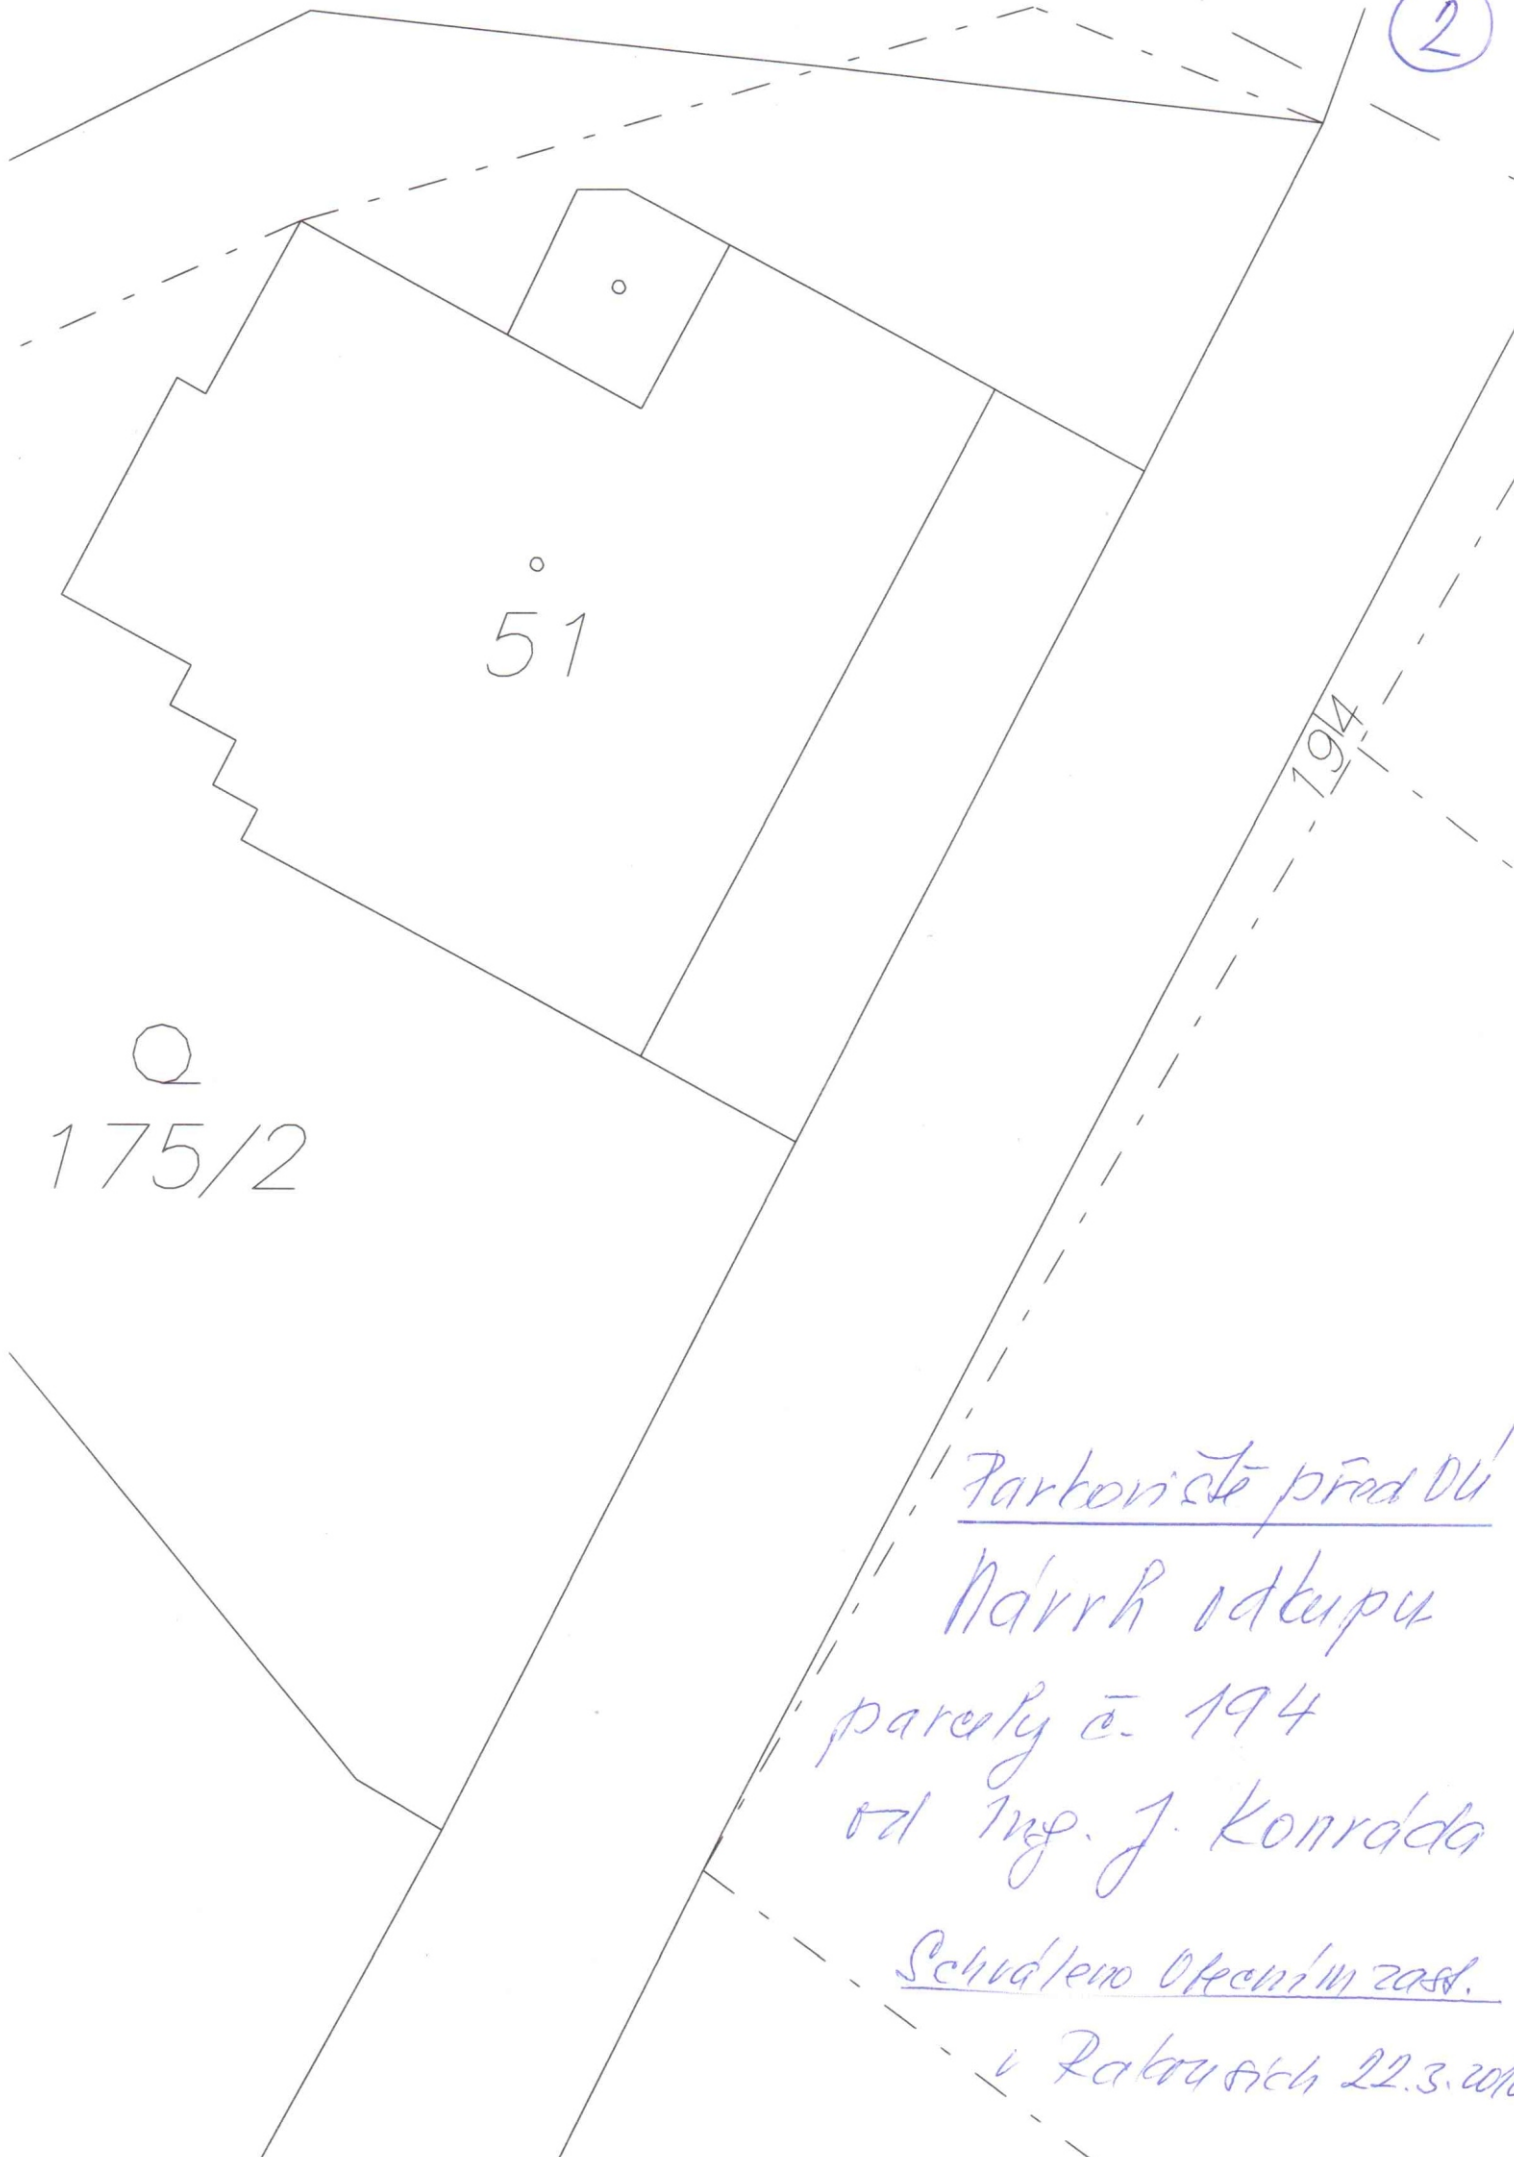 2
51
194
175/2
Parkoviště před OÚ
Návrh odkupu
parcely č. 194
od Ing. J. Konráda
Schváleno Obecním zast.
v Rakousích 22.3.